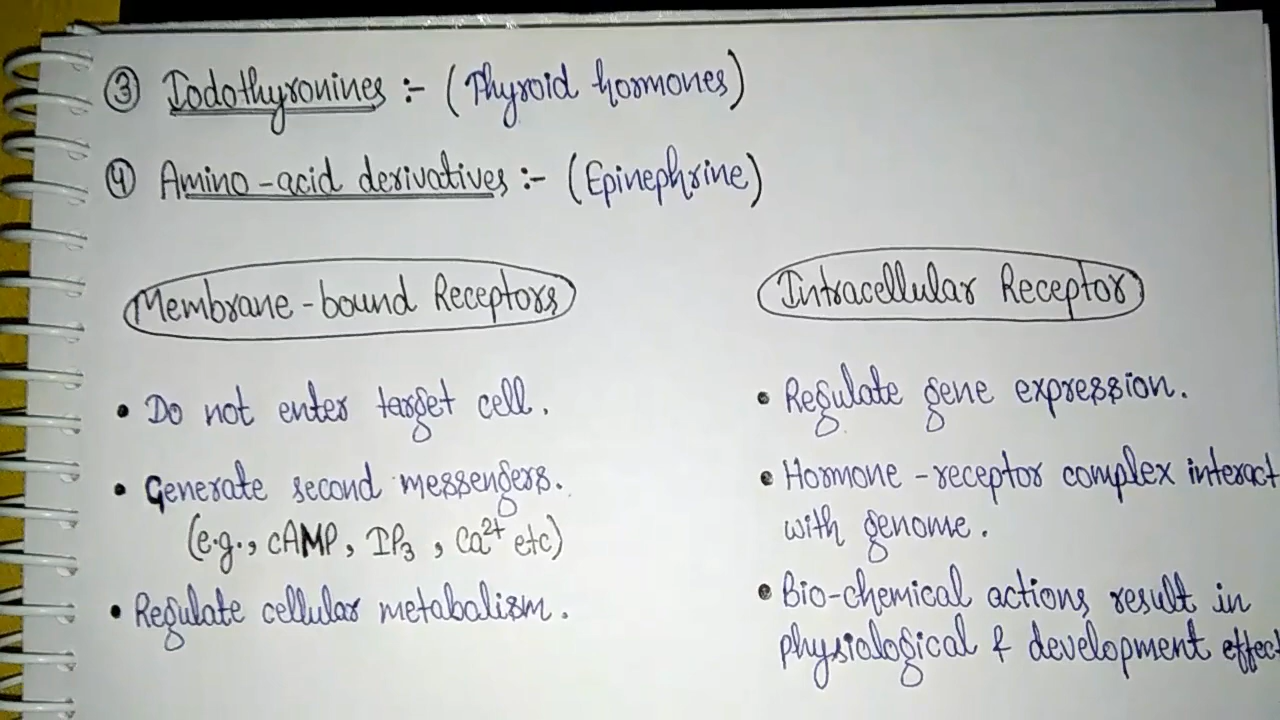 ③ Iodothyronines :- (Thyroid hormones)
④ Amino-acid derivatives :- (Epinephrine)
Membrane-bound Receptors
• Do not enter target cell.
• Generate second messengers.
(e.g., cAMP, IP₃, Ca²⁺ etc)
• Regulate cellular metabalism.
Intracellular Receptor
• Regulate gene expression.
• Hormone-receptor complex interact
with genome.
• Bio-chemical actions result in
physiological & development effect